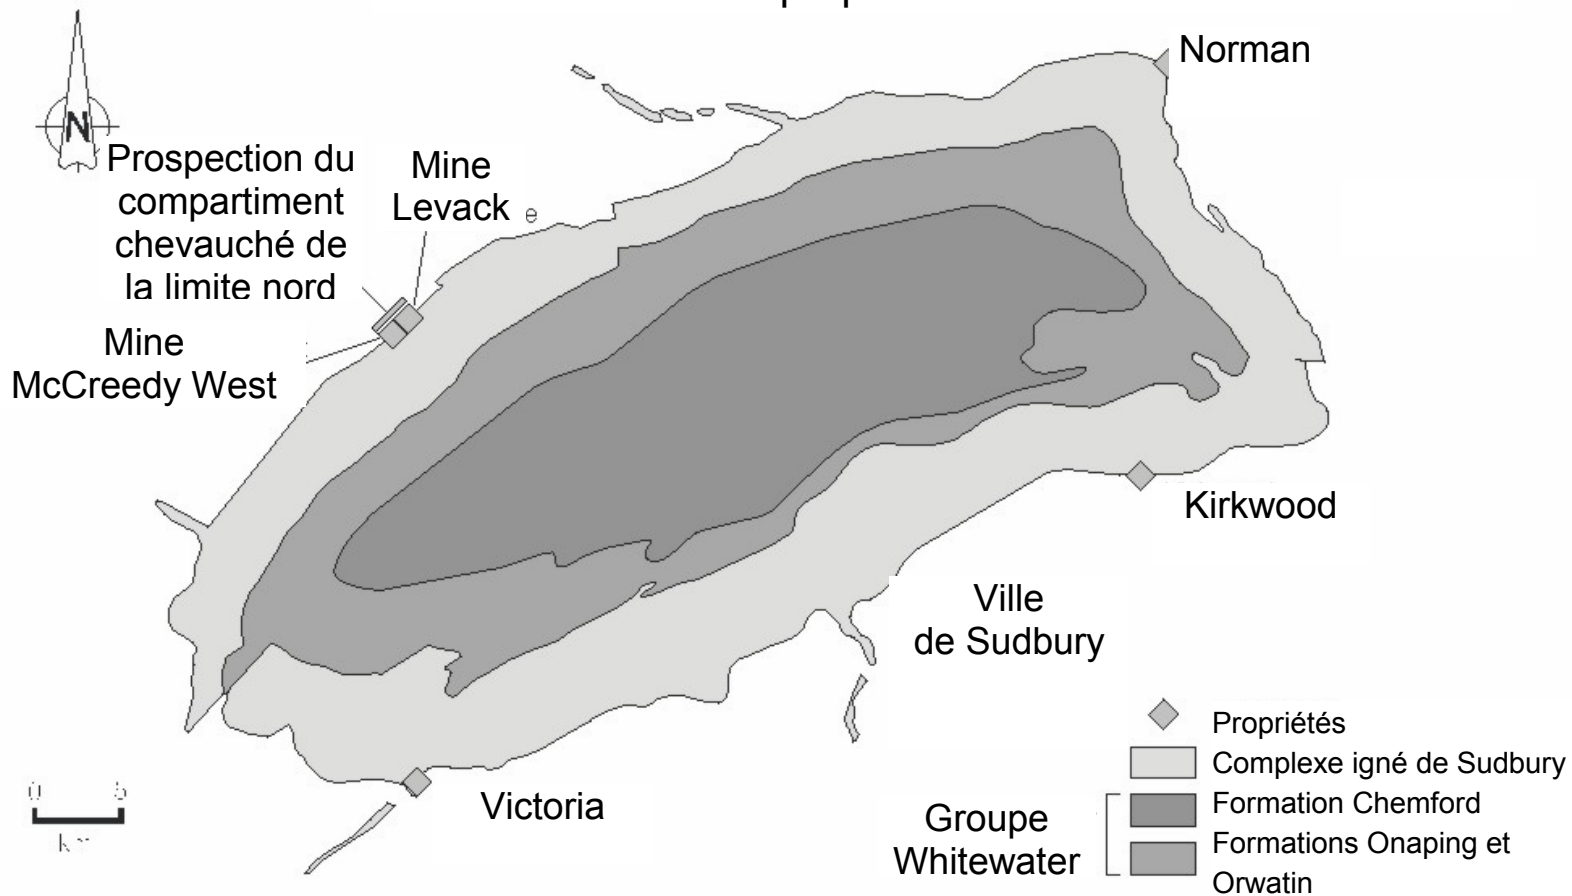 Norman
N
Prospection du
compartiment
chevauché de
la limite nord
Mine
Levack e
Mine
McCreedy West
Kirkwood
Ville
de Sudbury
Victoria
0 5
Propriétés
Complexe igné de Sudbury
Groupe
Whitewater
Formation Chemford
Formations Onaping et
Orwatin